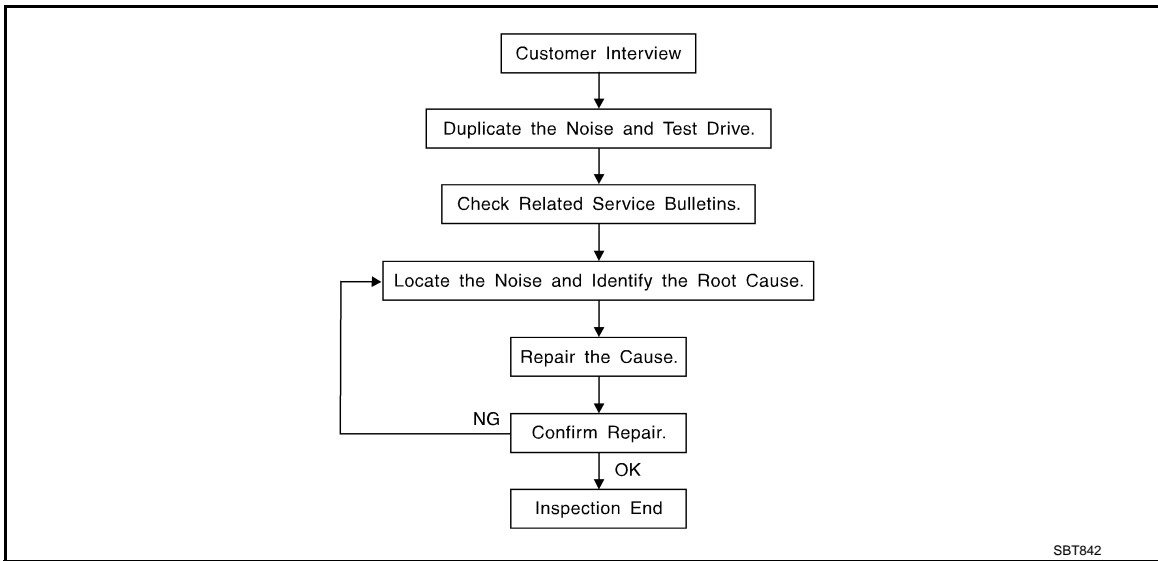 Customer Interview
Duplicate the Noise and Test Drive.
Check Related Service Bulletins.
Locate the Noise and Identify the Root Cause.
Repair the Cause.
NG
Confirm Repair.
OK
Inspection End
SBT842